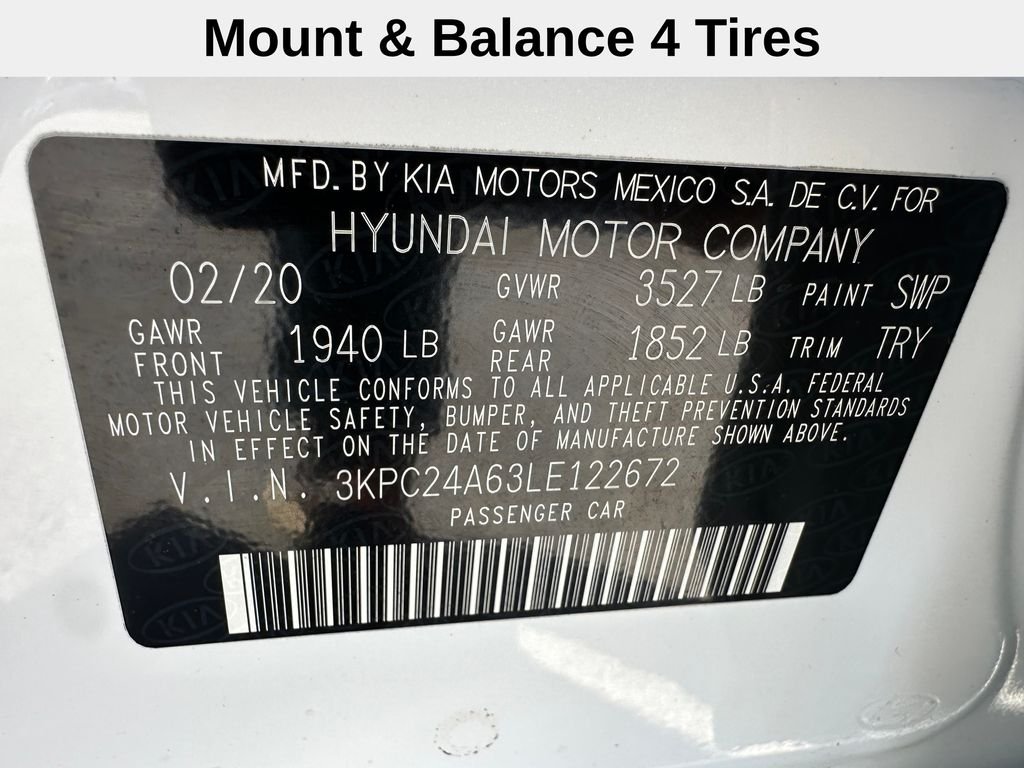 Mount & Balance 4 Tires
MFD. BY KIA MOTORS MEXICO S.A. DE C.V. FOR
HYUNDAI MOTOR COMPANY
02/20 GVWR 3527 LB PAINT SWP
GAWR FRONT 1940 LB GAWR REAR 1852 LB TRIM TRY
THIS VEHICLE CONFORMS TO ALL APPLICABLE U.S.A. FEDERAL
MOTOR VEHICLE SAFETY, BUMPER, AND THEFT PREVENTION STANDARDS
IN EFFECT ON THE DATE OF MANUFACTURE SHOWN ABOVE.
V.I.N. 3KPC24A63LE122672
PASSENGER CAR
KIA
KIA
KIA